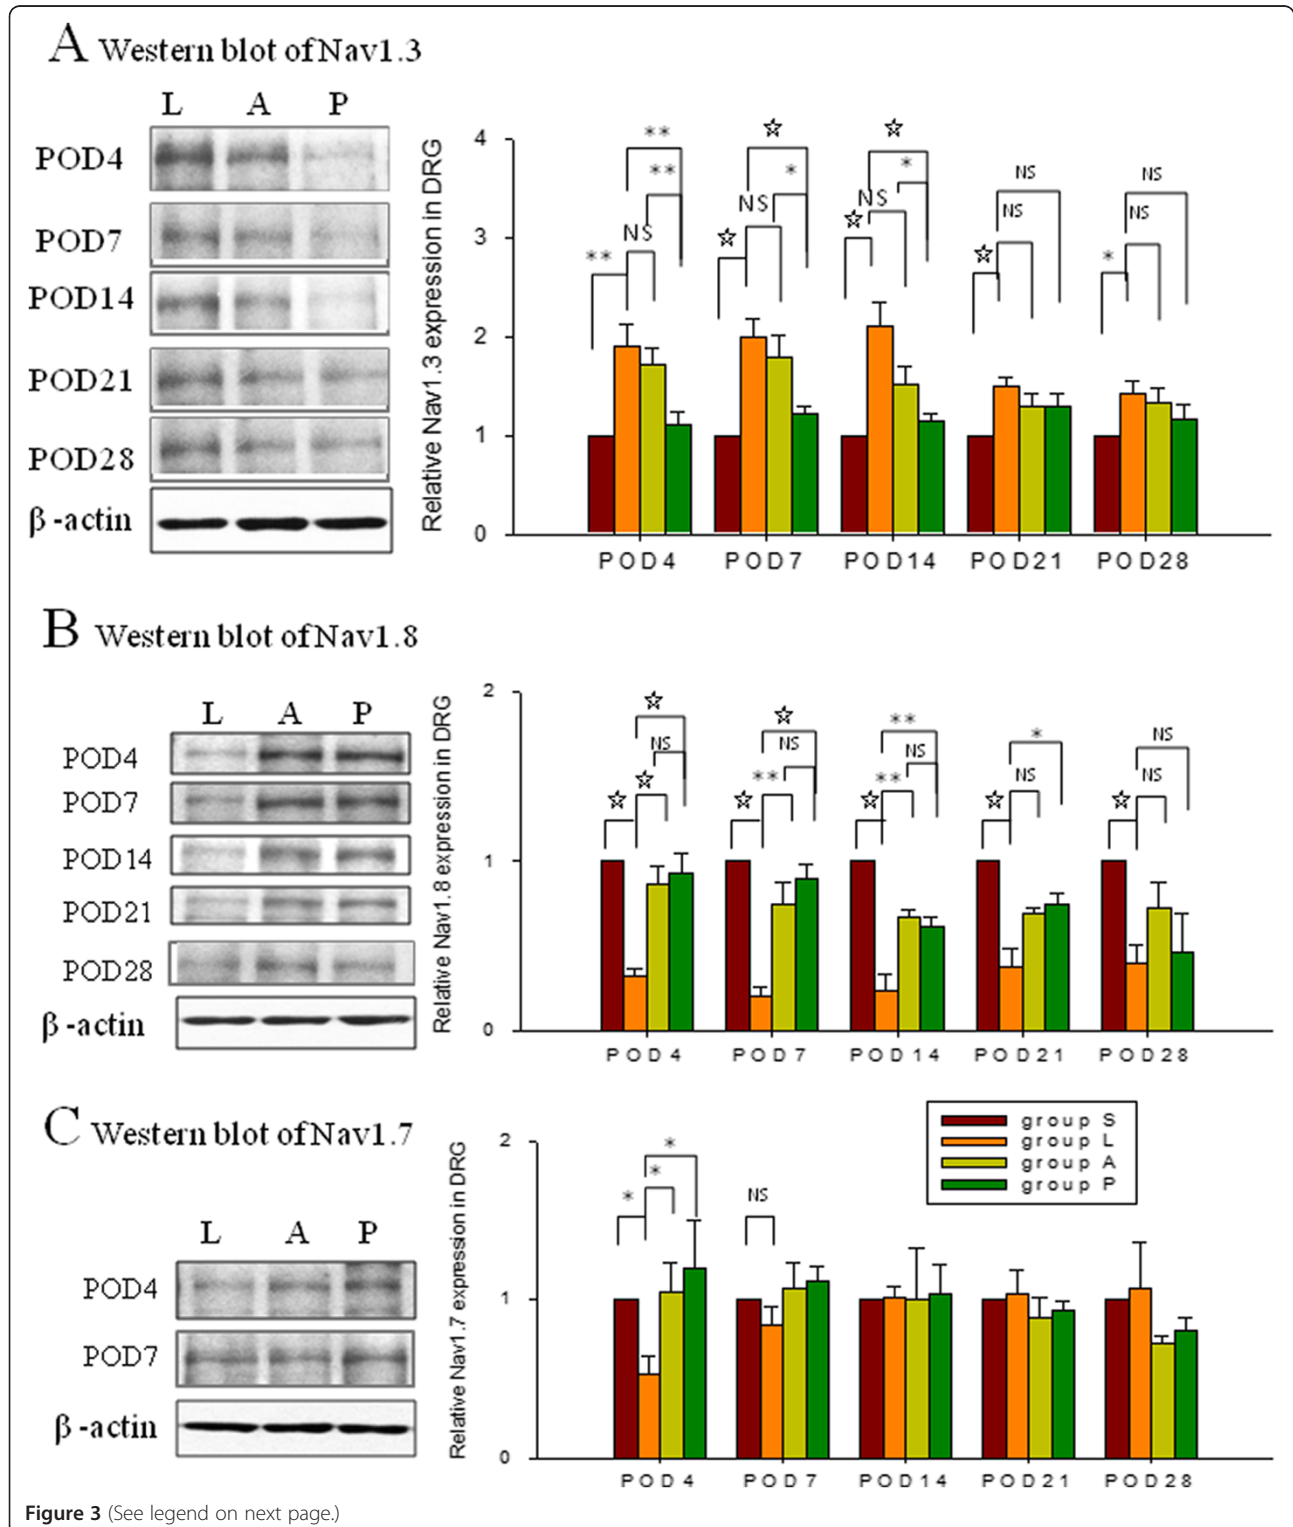 A Western blot of Nav1.3
L A P
POD4
POD7
POD14
POD21
POD28
β-actin
Relative Nav1.3 expression in DRG
4
3
2
1
0
** ** NS **
☆ * NS ☆
☆ * NS ☆
NS NS ☆
NS NS *
POD4 POD7 POD14 POD21 POD28
B Western blot of Nav1.8
L A P
POD4
POD7
POD14
POD21
POD28
β-actin
Relative Nav1.8 expression in DRG
2
1
0
☆ NS ☆ ☆
☆ NS ** ☆
** NS ** ☆
* NS ☆
NS NS ☆
POD4 POD7 POD14 POD21 POD28
C Western blot of Nav1.7
L A P
POD4
POD7
β-actin
Relative Nav1.7 expression in DRG
2
1
0
* * *
NS
group S
group L
group A
group P
POD4 POD7 POD14 POD21 POD28
Figure 3 (See legend on next page.)